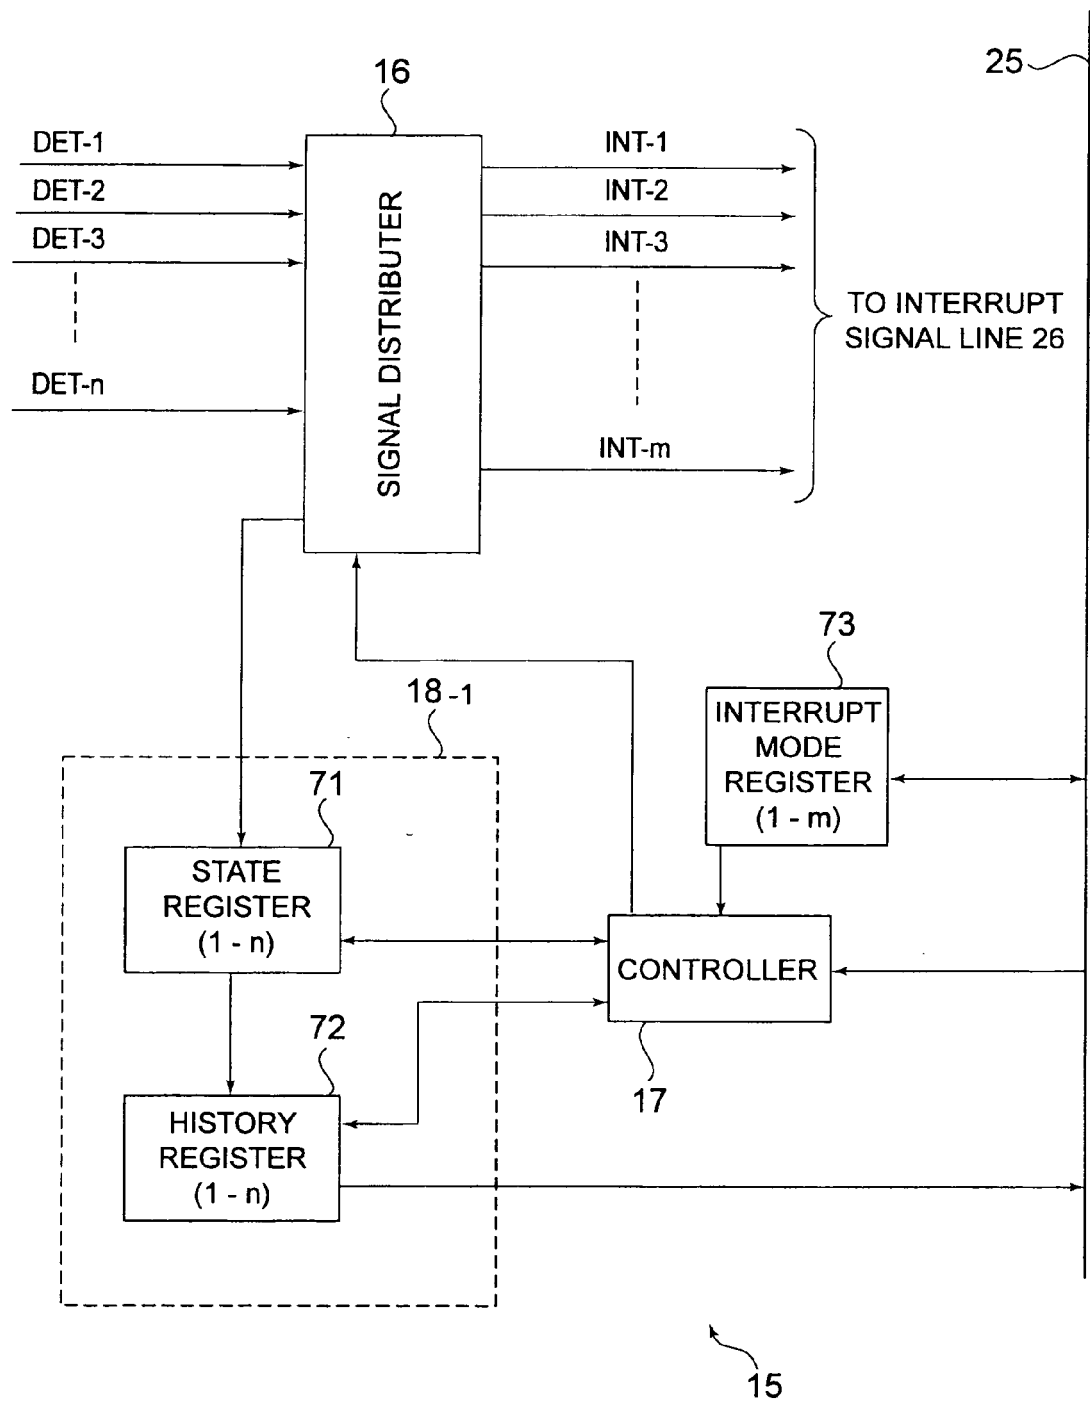 16
25
DET-1
DET-2
DET-3
DET-n
SIGNAL DISTRIBUTER
INT-1
INT-2
INT-3
INT-m
TO INTERRUPT
SIGNAL LINE 26
73
INTERRUPT
MODE
REGISTER
(1 - m)
18-1
71
STATE
REGISTER
(1 - n)
CONTROLLER
17
72
HISTORY
REGISTER
(1 - n)
15